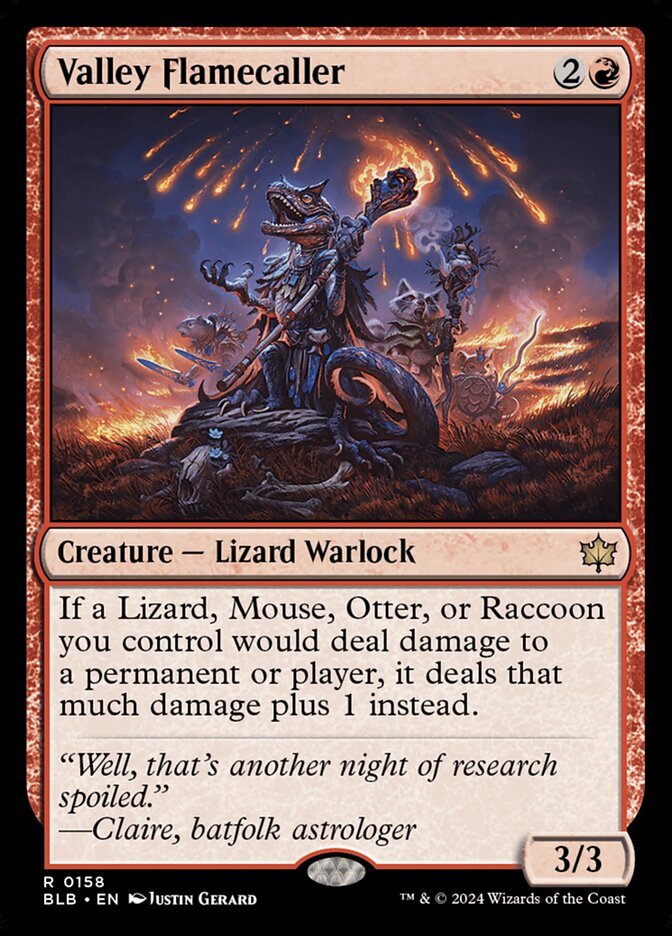 Valley Flamecaller 2
Creature — Lizard Warlock
If a Lizard, Mouse, Otter, or Raccoon
you control would deal damage to
a permanent or player, it deals that
much damage plus 1 instead.
“Well, that’s another night of research
spoiled.”
—Claire, batfolk astrologer
3/3
R 0158
BLB • EN Justin Gerard ™ & © 2024 Wizards of the Coast